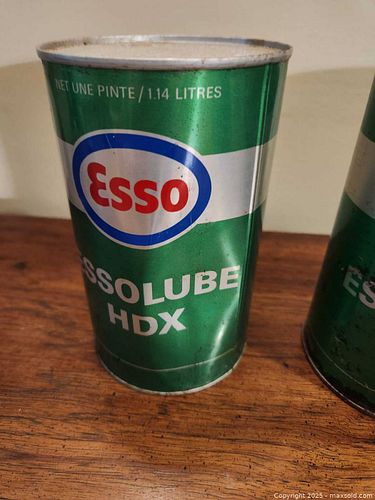 NET UNE PINTE / 1.14 LITRES
Esso
ESSOLUBE
HDX
ES
Copyright 2025 - maxsold.com